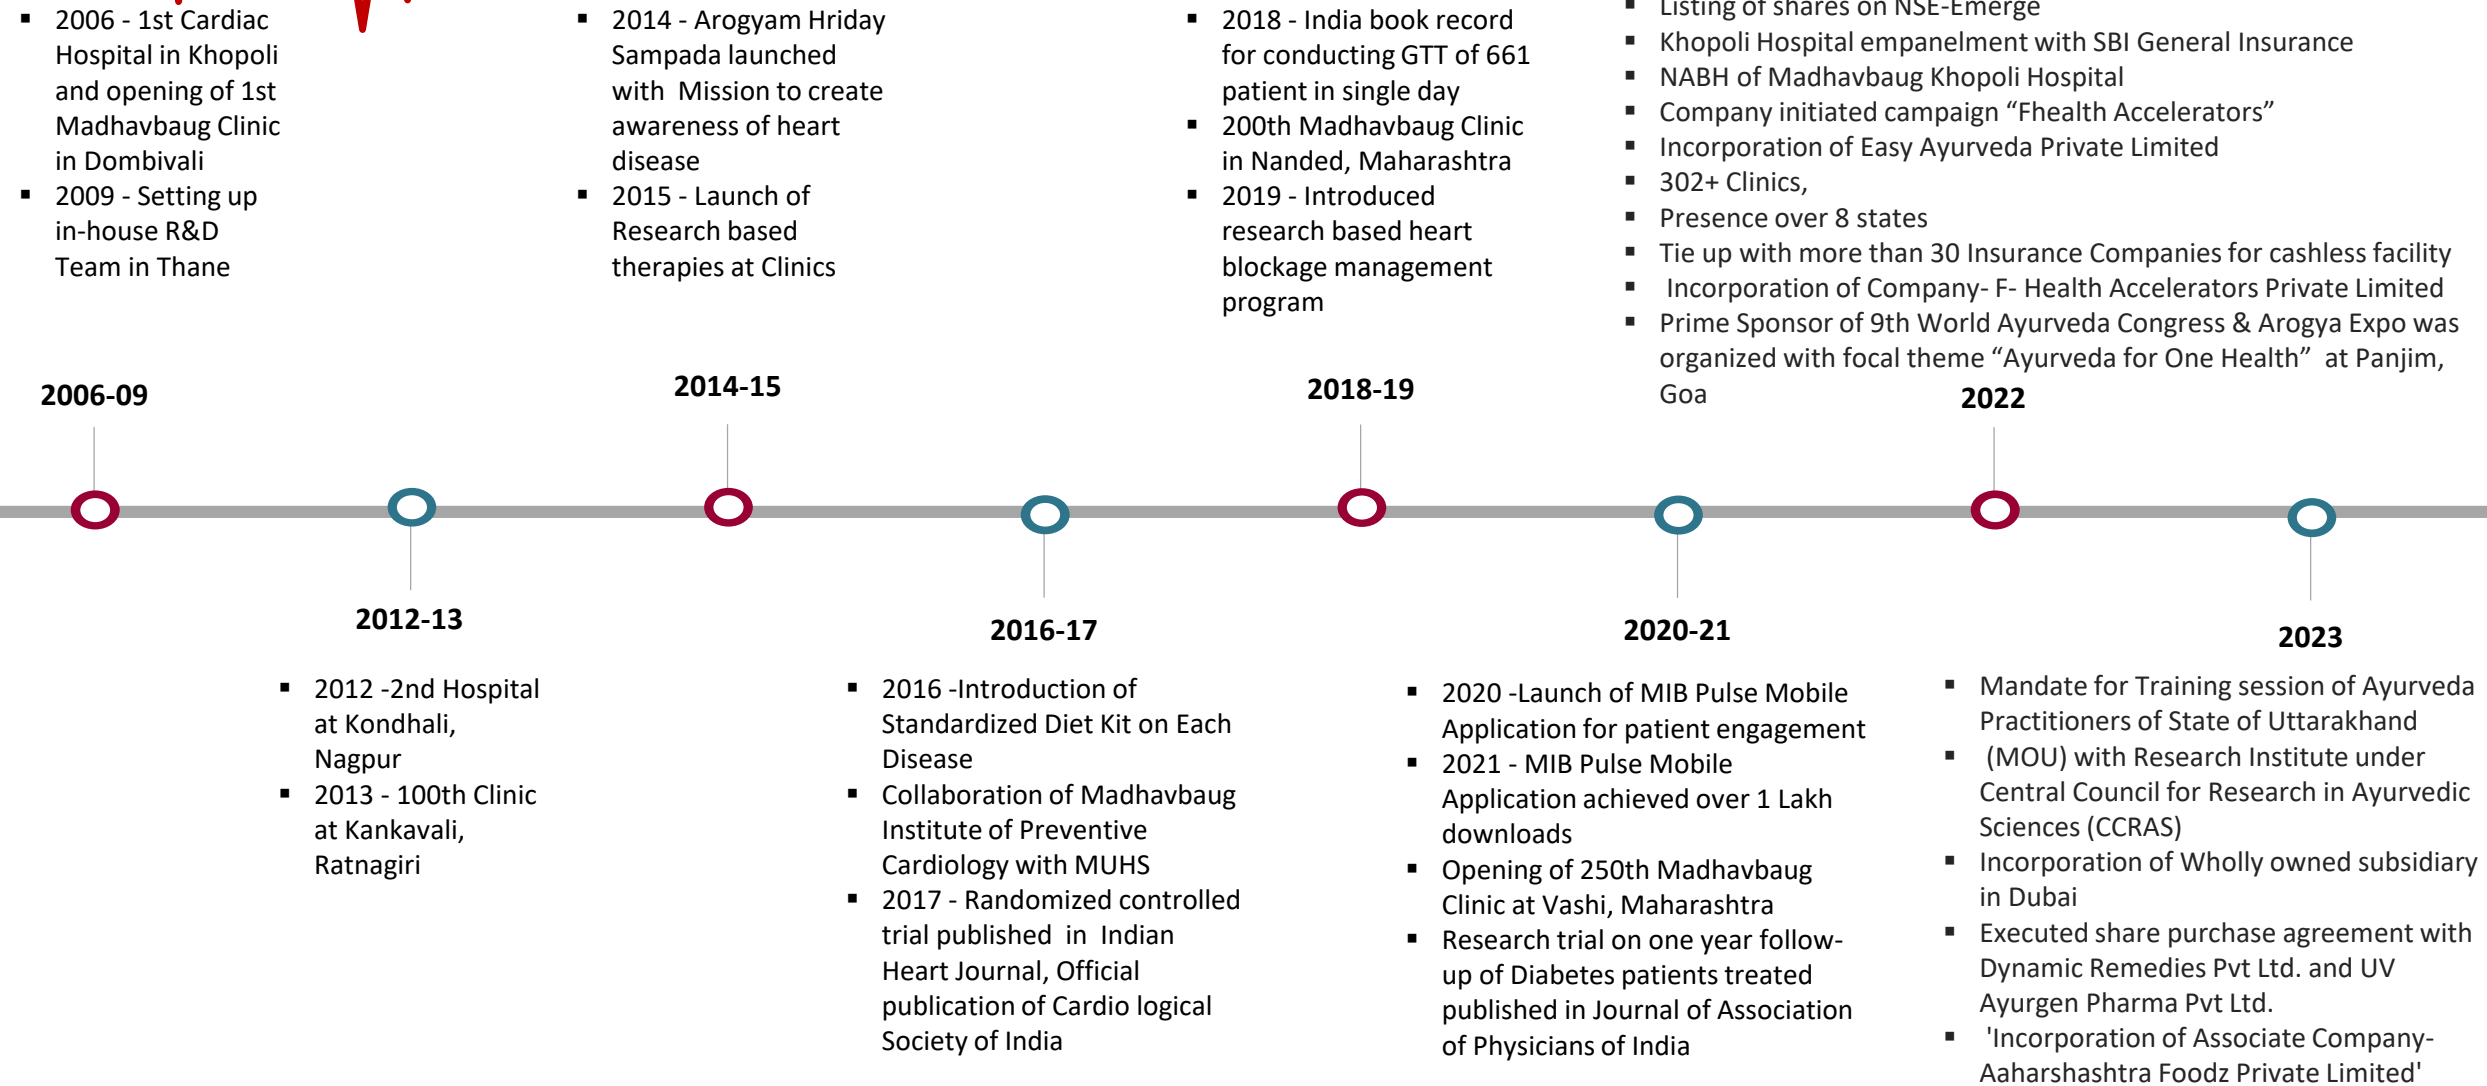 ▪ 2006 - 1st Cardiac
Hospital in Khopoli
and opening of 1st
Madhavbaug Clinic
in Dombivali
▪ 2009 - Setting up
in-house R&D
Team in Thane
2006-09
▪ 2012 -2nd Hospital
at Kondhali,
Nagpur
▪ 2013 - 100th Clinic
at Kankavali,
Ratnagiri
2012-13
▪ 2014 - Arogyam Hriday
Sampada launched
with  Mission to create
awareness of heart
disease
▪ 2015 - Launch of
Research based
therapies at Clinics
2014-15
2016-17
▪ 2016 -Introduction of
Standardized Diet Kit on Each
Disease
▪ Collaboration of Madhavbaug
Institute of Preventive
Cardiology with MUHS
▪ 2017 - Randomized controlled
trial published  in  Indian
Heart Journal, Official
publication of Cardio logical
Society of India
▪ 2018 - India book record
for conducting GTT of 661
patient in single day
▪ 200th Madhavbaug Clinic
in Nanded, Maharashtra
▪ 2019 - Introduced
research based heart
blockage management
program
2018-19
2020-21
▪ 2020 -Launch of MIB Pulse Mobile
Application for patient engagement
▪ 2021 - MIB Pulse Mobile
Application achieved over 1 Lakh
downloads
▪ Opening of 250th Madhavbaug
Clinic at Vashi, Maharashtra
▪ Research trial on one year follow-
up of Diabetes patients treated
published in Journal of Association
of Physicians of India
▪ Listing of shares on NSE-Emerge
▪ Khopoli Hospital empanelment with SBI General Insurance
▪ NABH of Madhavbaug Khopoli Hospital
▪ Company initiated campaign “Fhealth Accelerators”
▪ Incorporation of Easy Ayurveda Private Limited
▪ 302+ Clinics,
▪ Presence over 8 states
▪ Tie up with more than 30 Insurance Companies for cashless facility
▪ Incorporation of Company- F- Health Accelerators Private Limited
▪ Prime Sponsor of 9th World Ayurveda Congress & Arogya Expo was
organized with focal theme “Ayurveda for One Health”  at Panjim,
Goa
2022
2023
▪ Mandate for Training session of Ayurveda
Practitioners of State of Uttarakhand
▪ (MOU) with Research Institute under
Central Council for Research in Ayurvedic
Sciences (CCRAS)
▪ Incorporation of Wholly owned subsidiary
in Dubai
▪ Executed share purchase agreement with
Dynamic Remedies Pvt Ltd. and UV
Ayurgen Pharma Pvt Ltd.
▪ 'Incorporation of Associate Company-
Aaharshashtra Foodz Private Limited'